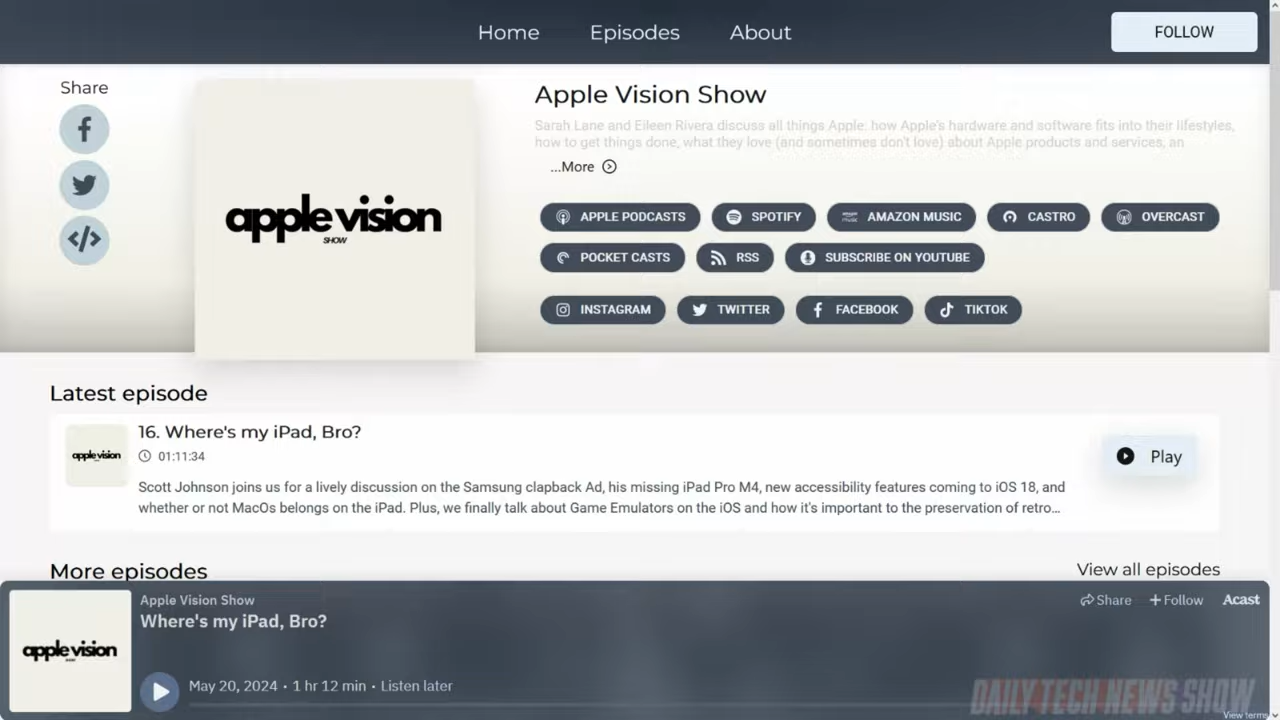 Home Episodes About FOLLOW
Share
apple vision
SHOW
Apple Vision Show
Sarah Lane and Eileen Rivera discuss all things Apple: how Apple's hardware and software fits into their lifestyles,
how to get things done, what they love (and sometimes don't love) about Apple products and services, an
...More
APPLE PODCASTS SPOTIFY amazon music AMAZON MUSIC CASTRO OVERCAST
POCKET CASTS RSS SUBSCRIBE ON YOUTUBE
INSTAGRAM TWITTER FACEBOOK TIKTOK
Latest episode
apple vision
16. Where's my iPad, Bro?
01:11:34
Play
Scott Johnson joins us for a lively discussion on the Samsung clapback Ad, his missing iPad Pro M4, new accessibility features coming to iOS 18, and
whether or not MacOs belongs on the iPad. Plus, we finally talk about Game Emulators on the iOS and how it's important to the preservation of retro...
More episodes View all episodes
apple vision
Apple Vision Show
Where's my iPad, Bro?
Share + Follow Acast
May 20, 2024 • 1 hr 12 min • Listen later
DAILY TECH NEWS SHOW
View terms